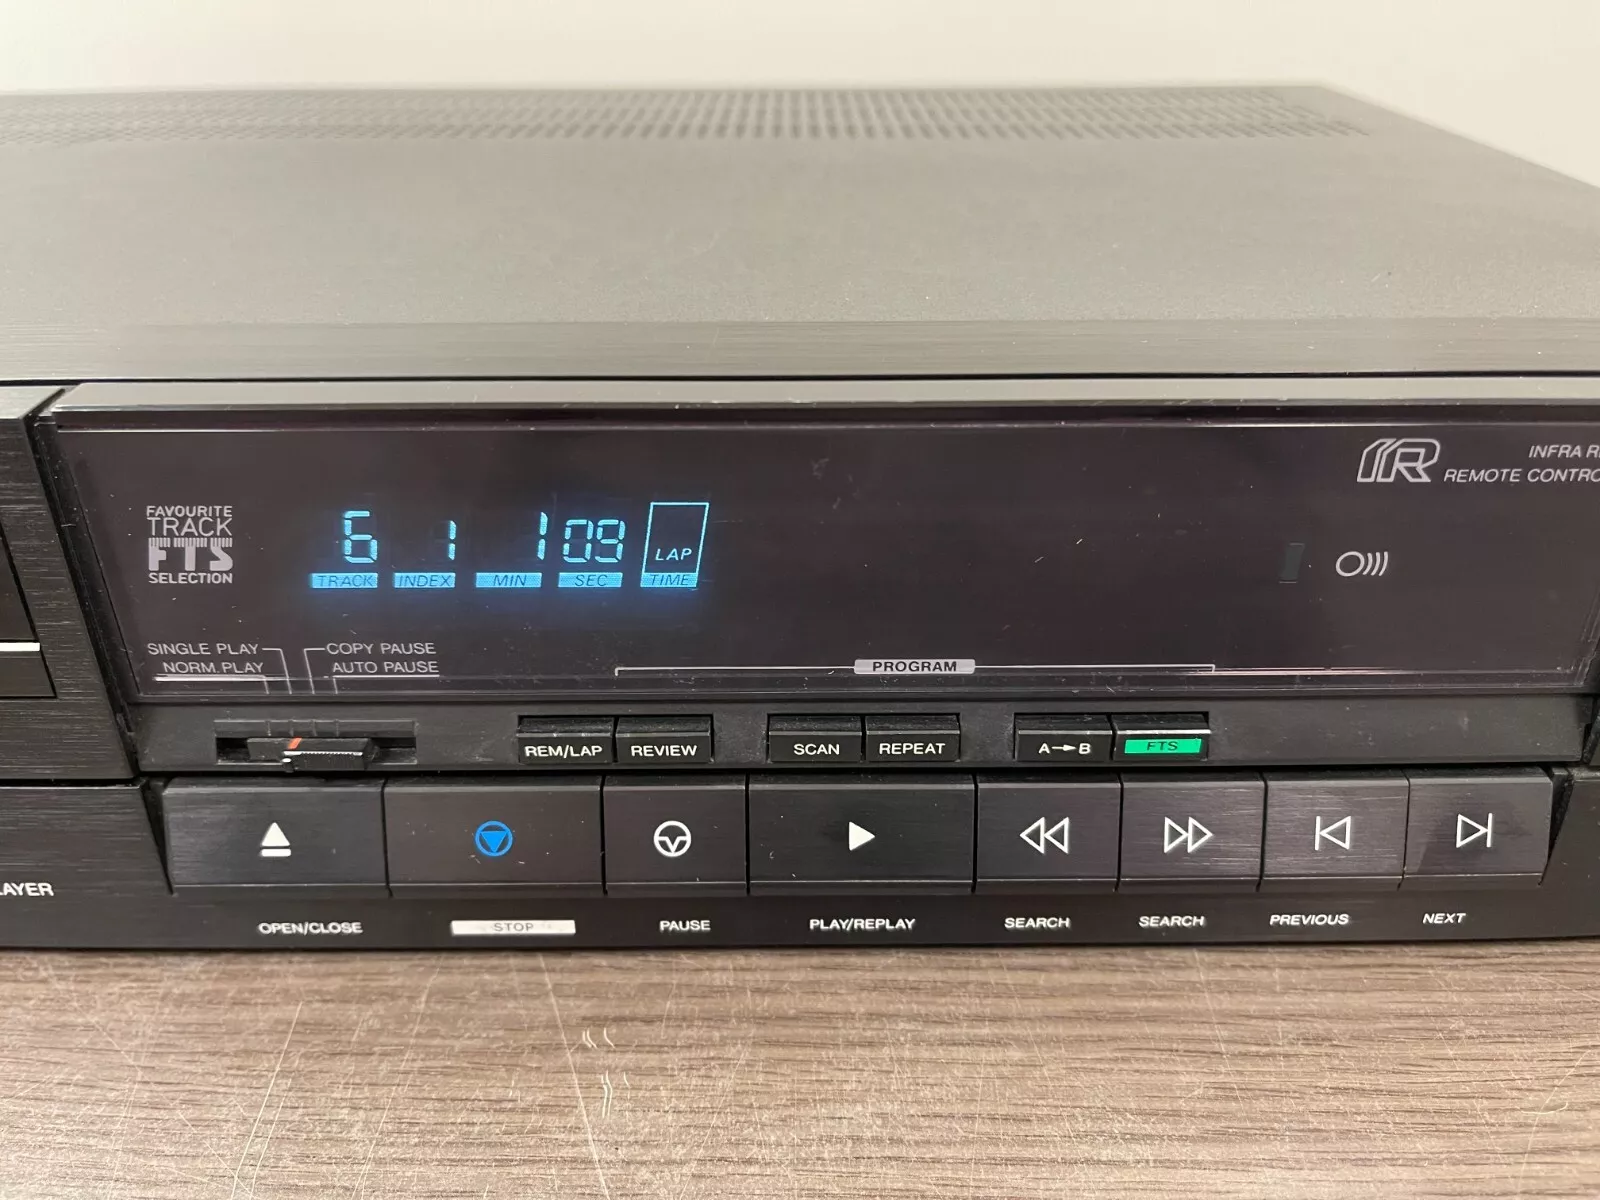 IR INFRA R
REMOTE CONTRO
FAVOURITE
TRACK
FTS
SELECTION
6 1 1 09
LAP
TRACK INDEX MIN SEC TIME
SINGLE PLAY COPY PAUSE
NORM.PLAY AUTO PAUSE
PROGRAM
REM/LAP REVIEW SCAN REPEAT A→B FTS
AYER
OPEN/CLOSE STOP PAUSE PLAY/REPLAY SEARCH SEARCH PREVIOUS NEXT